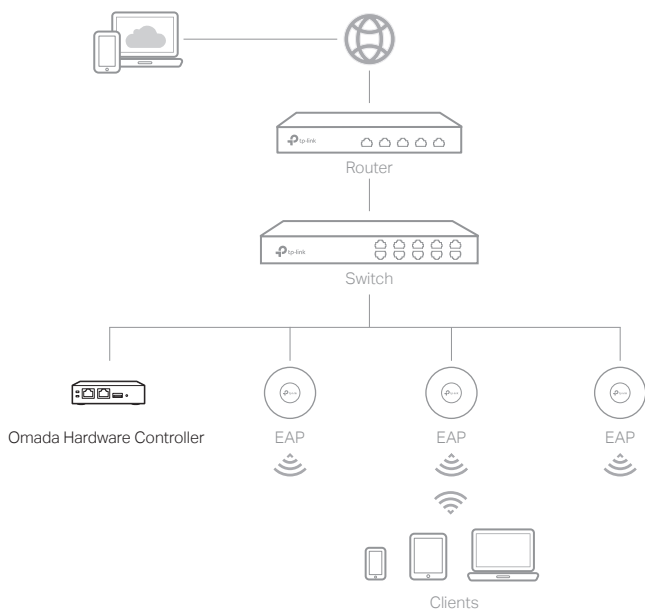 tp-link
Router
tp-link
Switch
Omada Hardware Controller
EAP
EAP
EAP
Clients